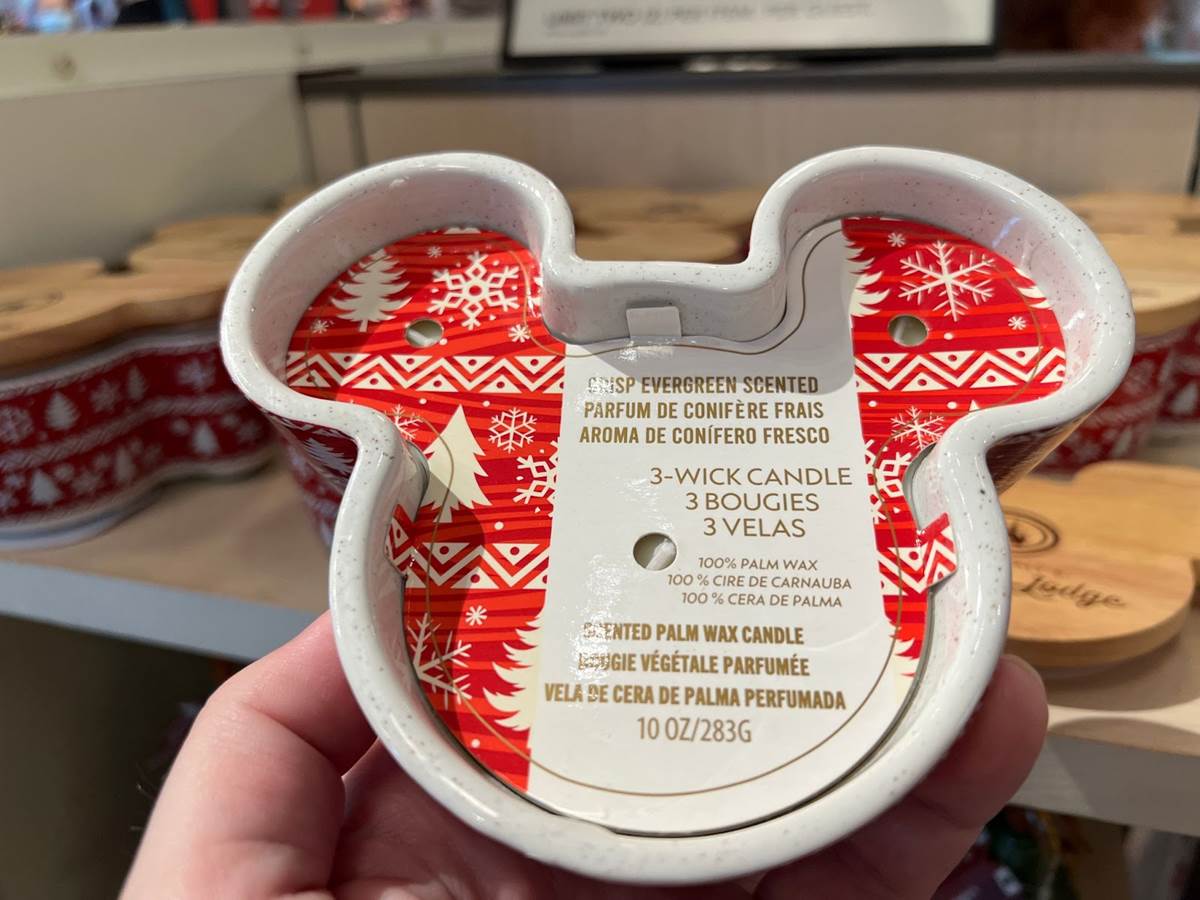 CRISP EVERGREEN SCENTED
PARFUM DE CONIFÈRE FRAIS
AROMA DE CONÍFERO FRESCO
3-WICK CANDLE
3 BOUGIES
3 VELAS
100% PALM WAX
100 % CIRE DE CARNAUBA
100 % CERA DE PALMA
SCENTED PALM WAX CANDLE
BOUGIE VÉGÉTALE PARFUMÉE
VELA DE CERA DE PALMA PERFUMADA
10 OZ/283G
Lodge